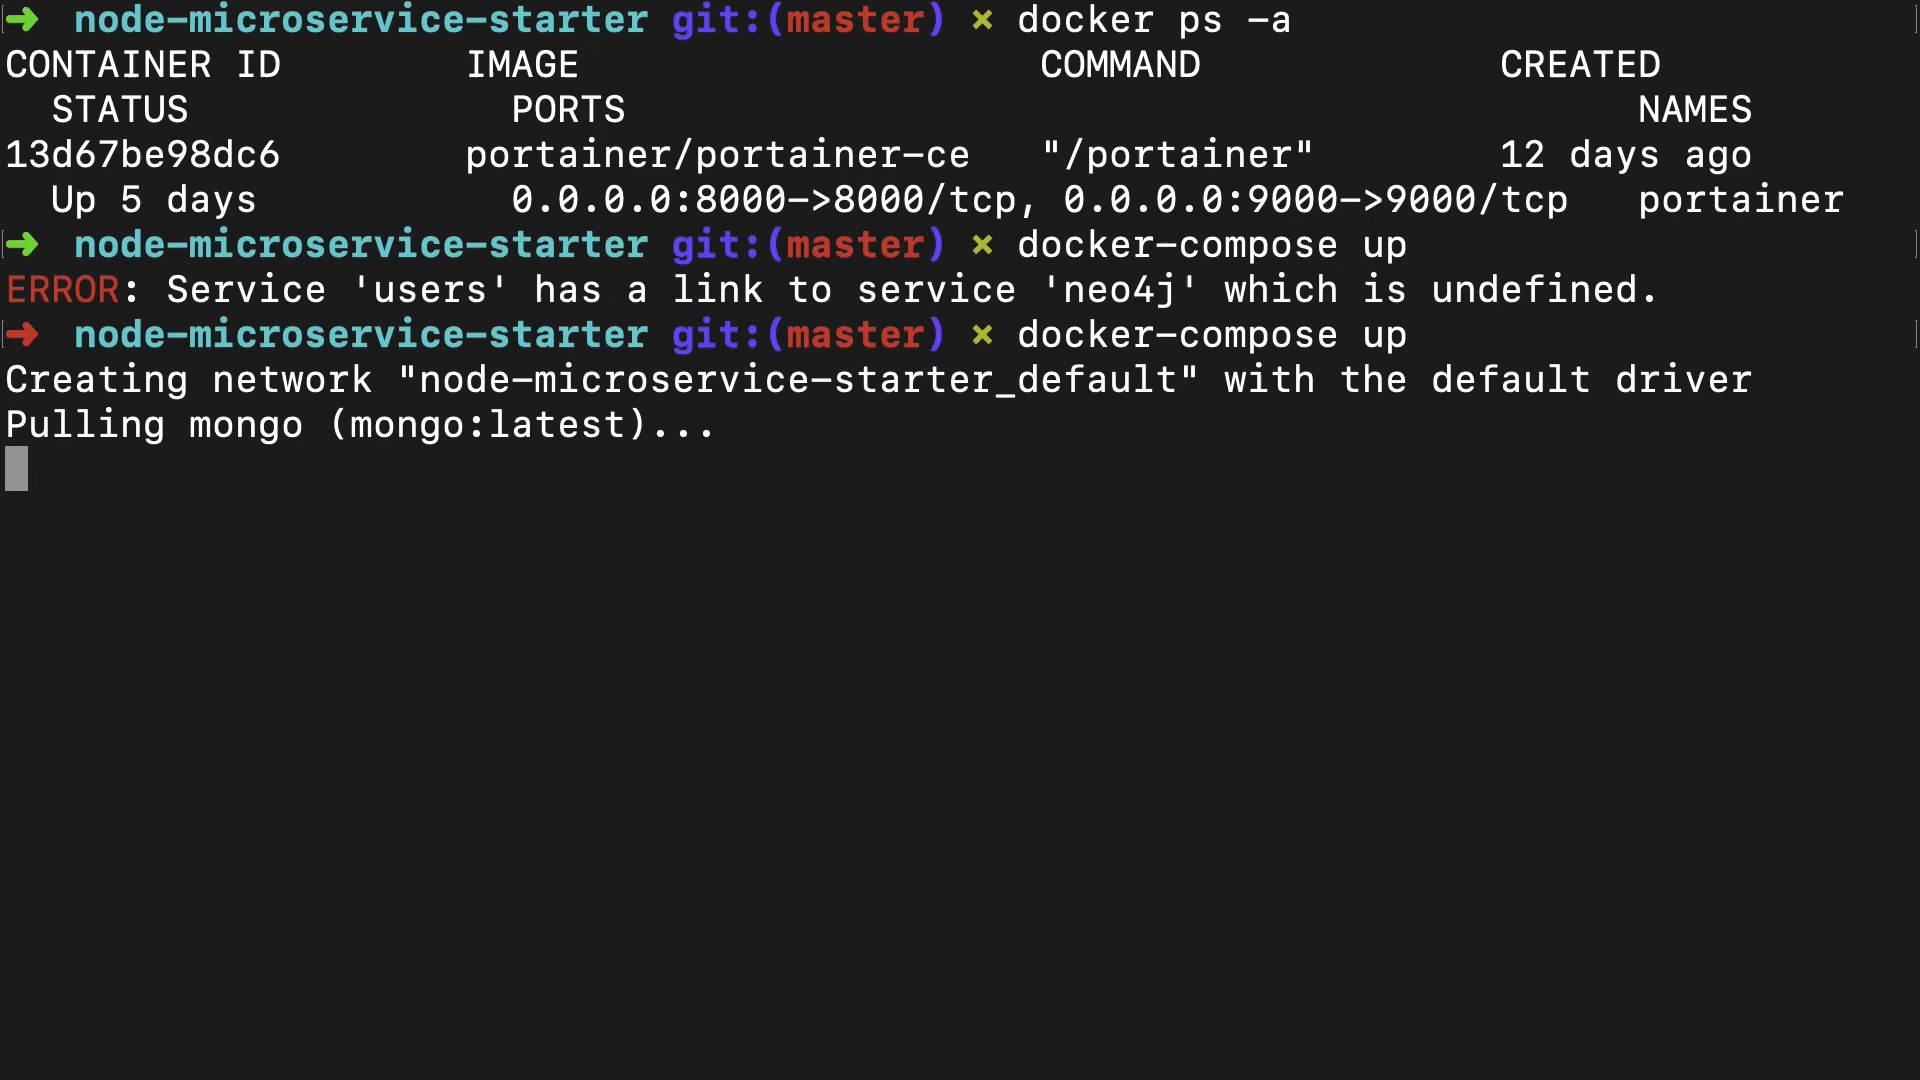 ➜  node-microservice-starter git:(master) ✗ docker ps -a
CONTAINER ID        IMAGE                    COMMAND             CREATED
  STATUS              PORTS                                            NAMES
13d67be98dc6        portainer/portainer-ce   "/portainer"        12 days ago
  Up 5 days           0.0.0.0:8000->8000/tcp, 0.0.0.0:9000->9000/tcp   portainer
➜  node-microservice-starter git:(master) ✗ docker-compose up
ERROR: Service 'users' has a link to service 'neo4j' which is undefined.
➜  node-microservice-starter git:(master) ✗ docker-compose up
Creating network "node-microservice-starter_default" with the default driver
Pulling mongo (mongo:latest)...